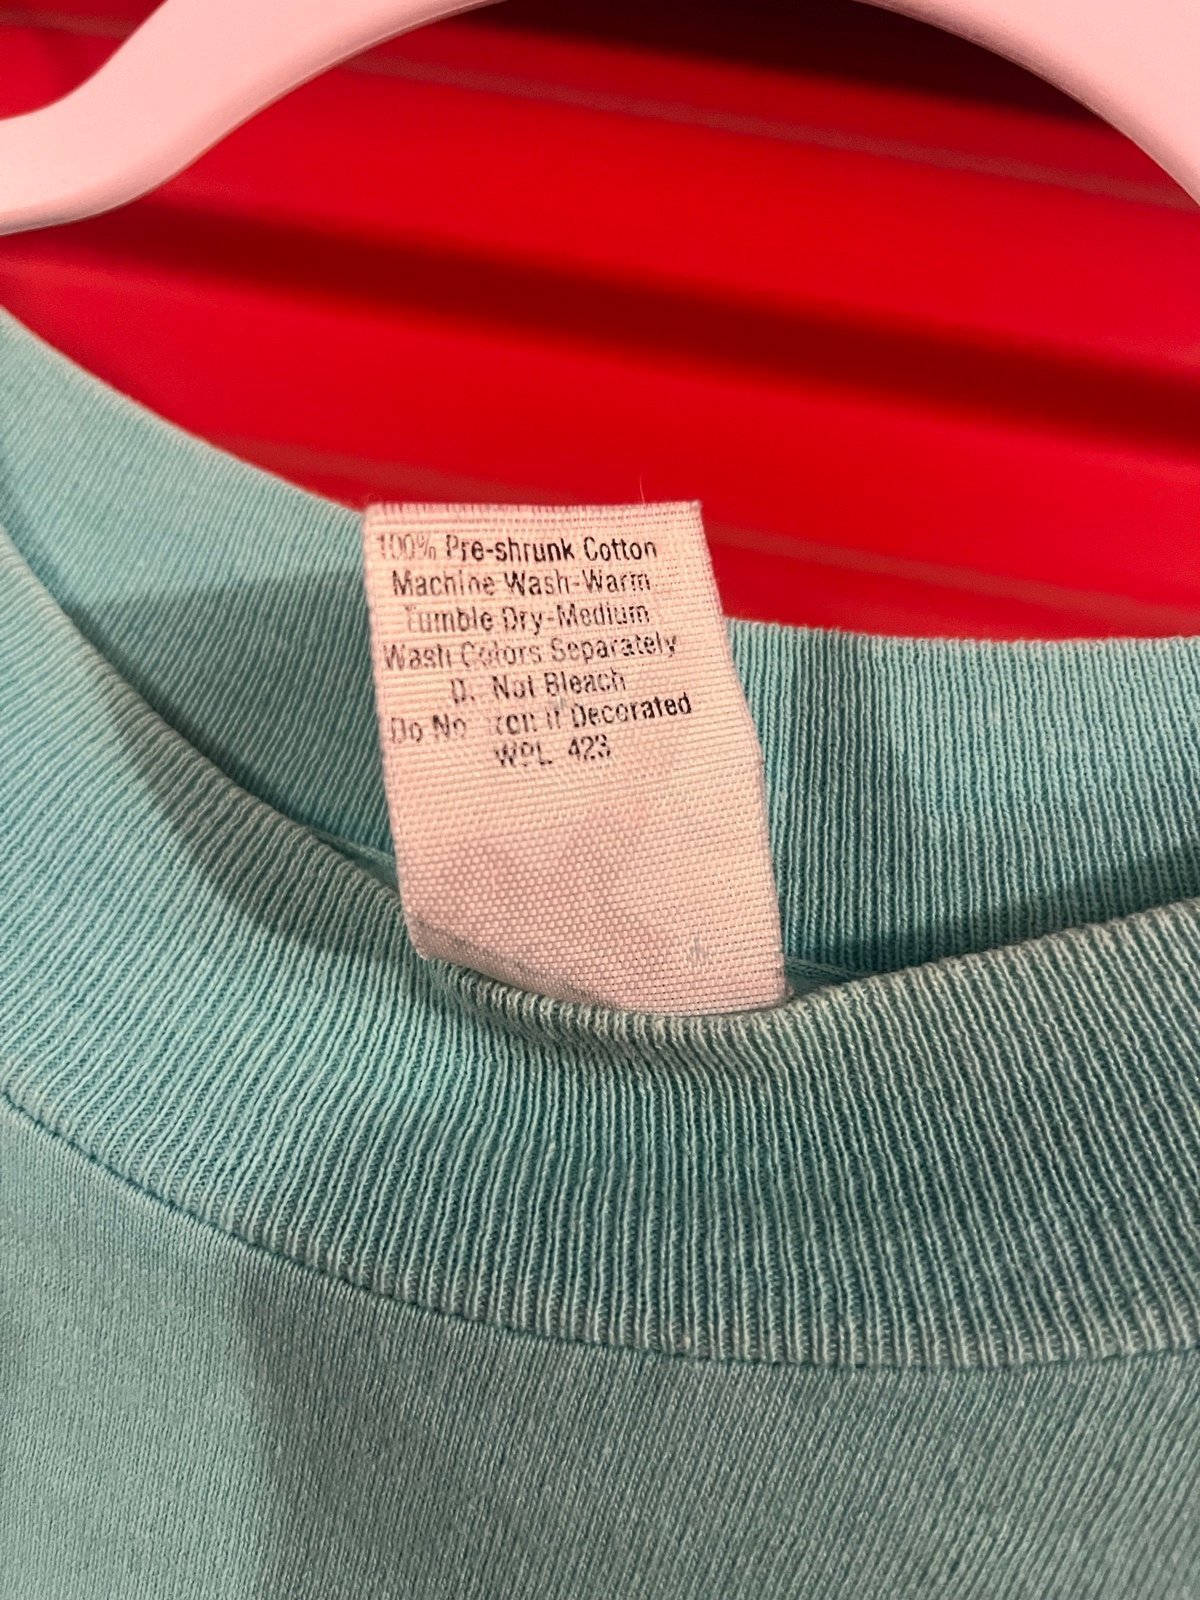 100% Pre-shrunk Cotton
Machine Wash-Warm
Tumble Dry-Medium
Wash Colors Separately
Not Bleach
Do No If Decorated
WPL 423